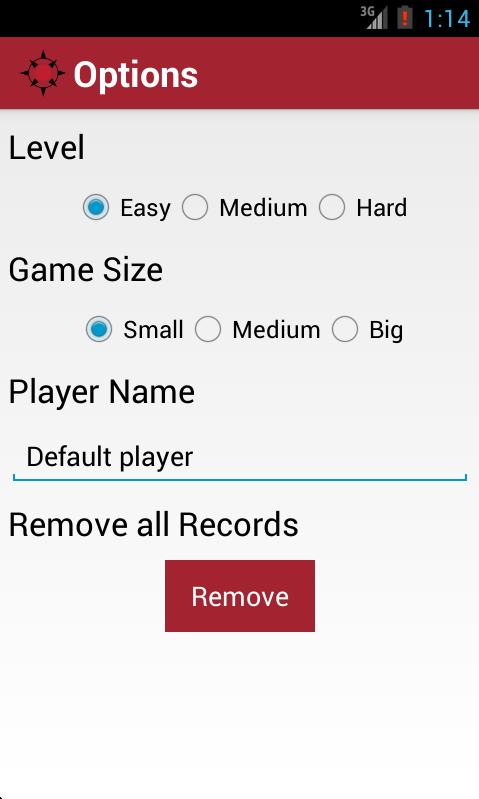 3G 1:14
Options
Level
Easy Medium Hard
Game Size
Small Medium Big
Player Name
Default player
Remove all Records
Remove